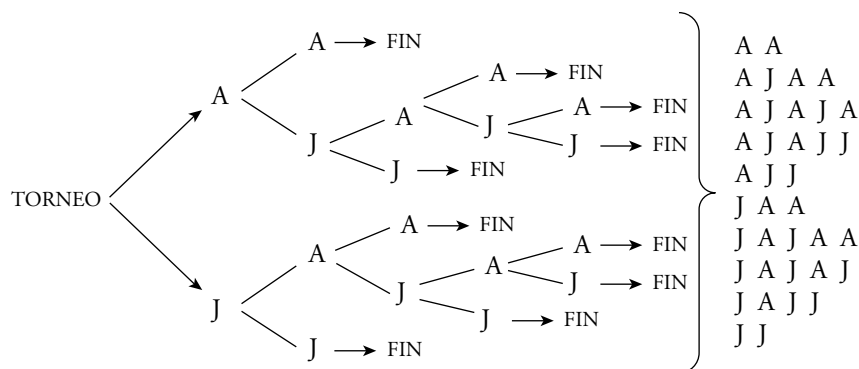 A → FIN
A → FIN
A
A → FIN
A
J
J → FIN
J
J → FIN
TORNEO
A → FIN
A → FIN
A
A
J → FIN
J
J → FIN
J
J → FIN
A A
A J A A
A J A J A
A J A J J
A J J
J A A
J A J A A
J A J A J
J A J J
J J